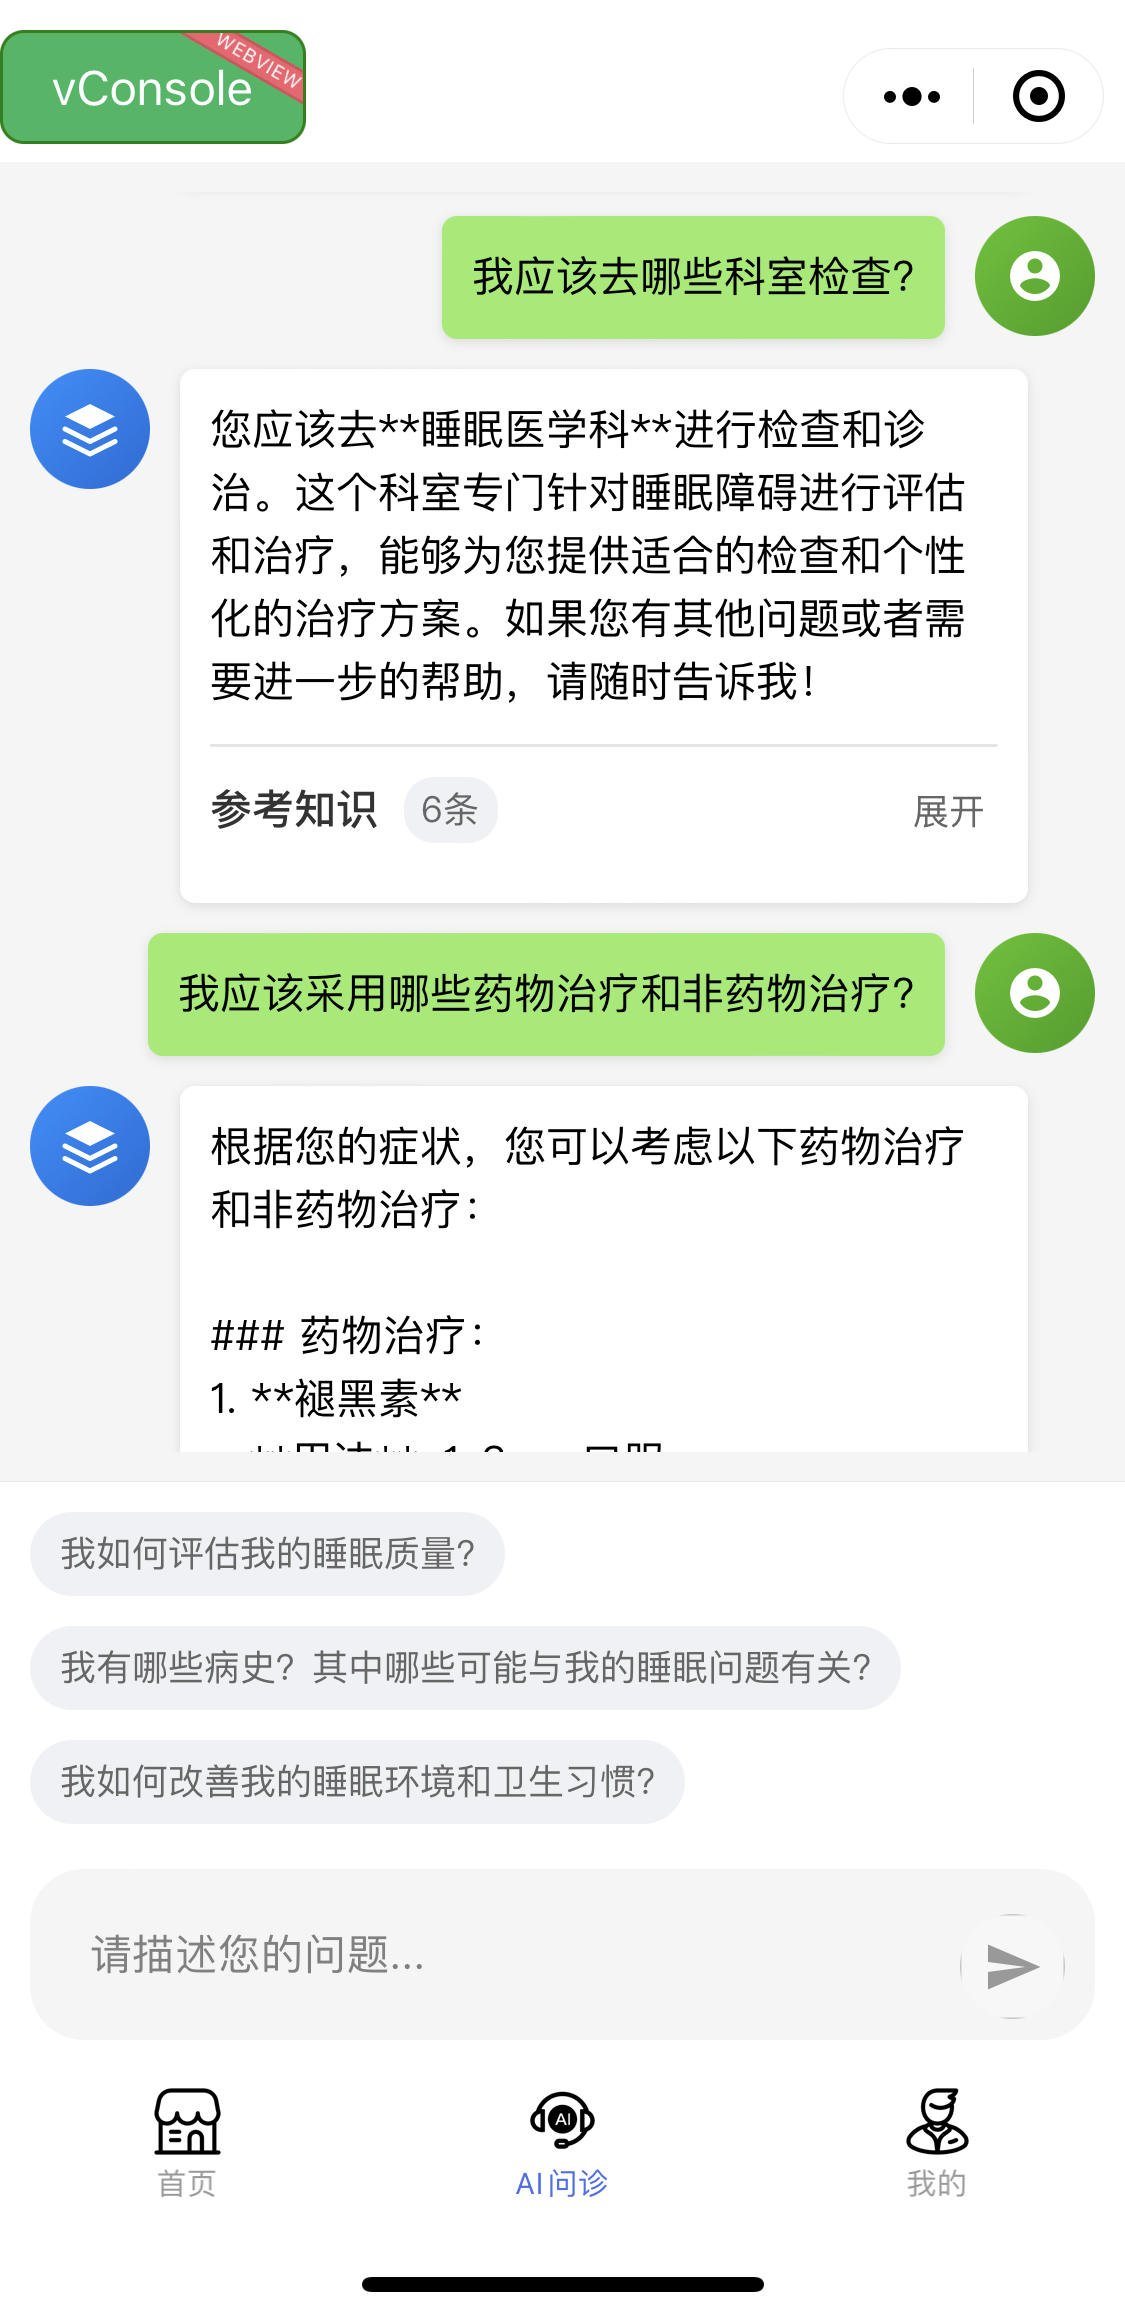 vConsole
WEBVIEW
我应该去哪些科室检查?
您应该去**睡眠医学科**进行检查和诊
治。这个科室专门针对睡眠障碍进行评估
和治疗，能够为您提供适合的检查和个性
化的治疗方案。如果您有其他问题或者需
要进一步的帮助，请随时告诉我！
参考知识 6条 展开
我应该采用哪些药物治疗和非药物治疗?
根据您的症状，您可以考虑以下药物治疗
和非药物治疗：
### 药物治疗：
1. **褪黑素**
我如何评估我的睡眠质量?
我有哪些病史？其中哪些可能与我的睡眠问题有关?
我如何改善我的睡眠环境和卫生习惯?
请描述您的问题...
AI
首页 AI问诊 我的